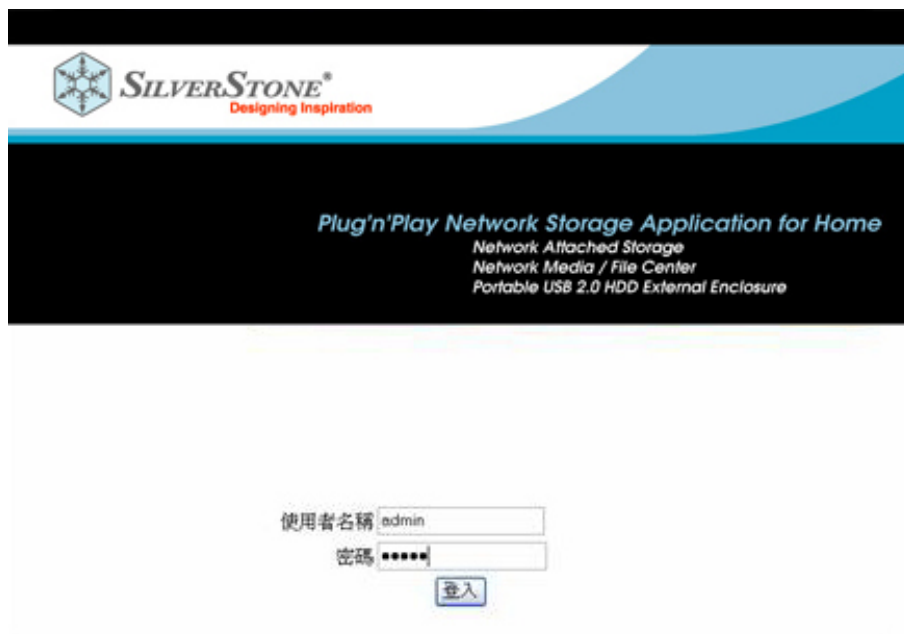 SILVERSTONE®
Designing Inspiration
Plug'n'Play Network Storage Application for Home
Network Attached Storage
Network Media / File Center
Portable USB 2.0 HDD External Enclosure
使用者名稱 admin
密碼 •••••
登入